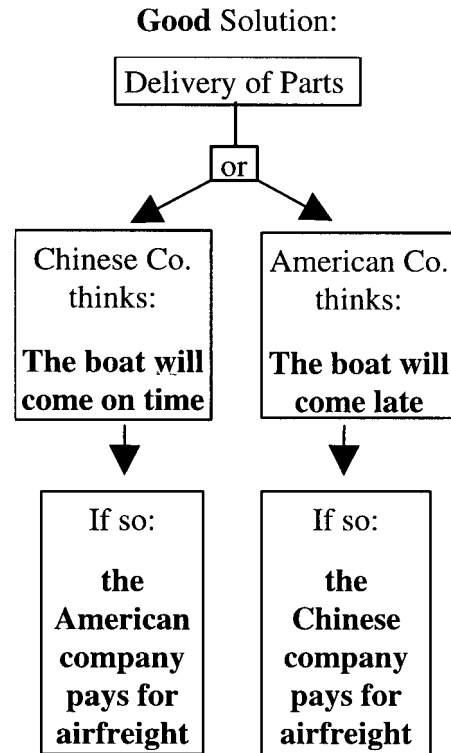 Good Solution:
Delivery of Parts
or
Chinese Co.
thinks:
The boat will
come on time
American Co.
thinks:
The boat will
come late
If so:
the
American
company
pays for
airfreight
If so:
the
Chinese
company
pays for
airfreight